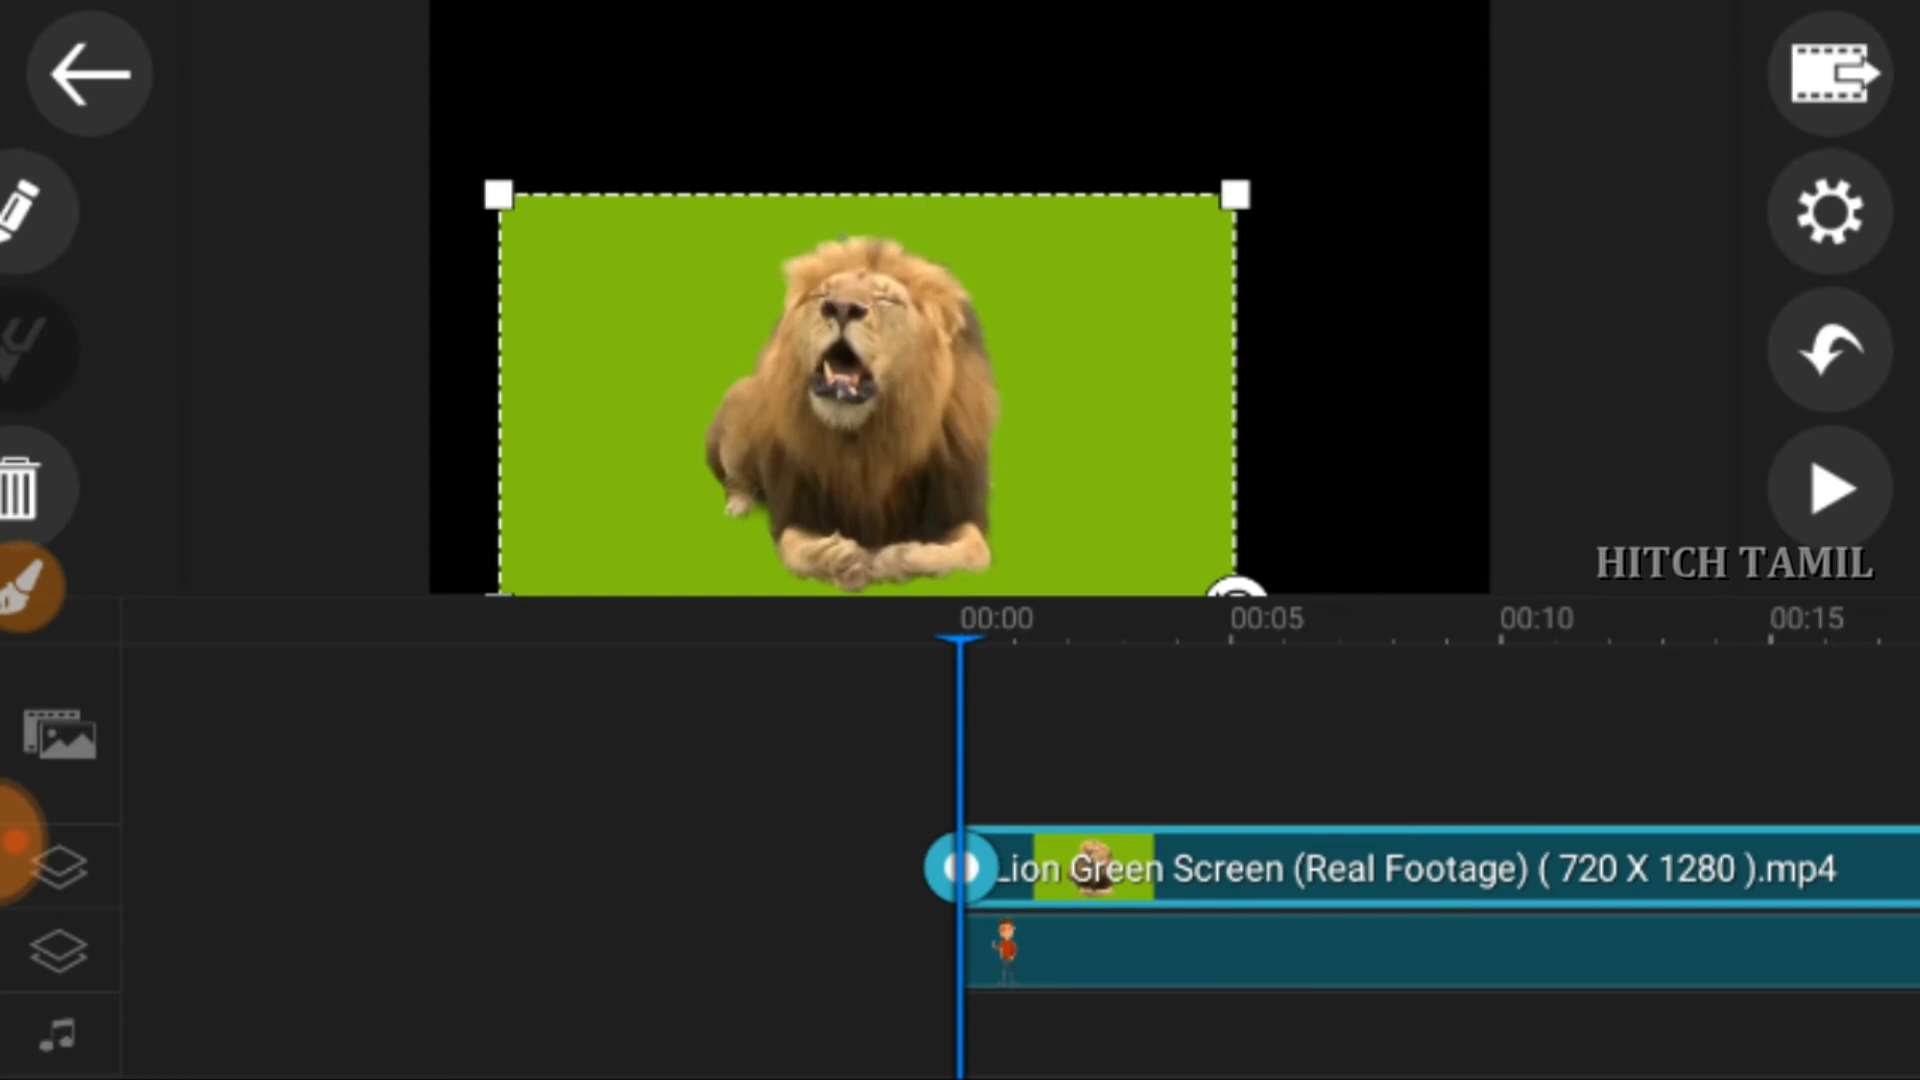 HITCH TAMIL
00:00 00:05 00:10 00:15
Lion Green Screen (Real Footage) ( 720 X 1280 ).mp4